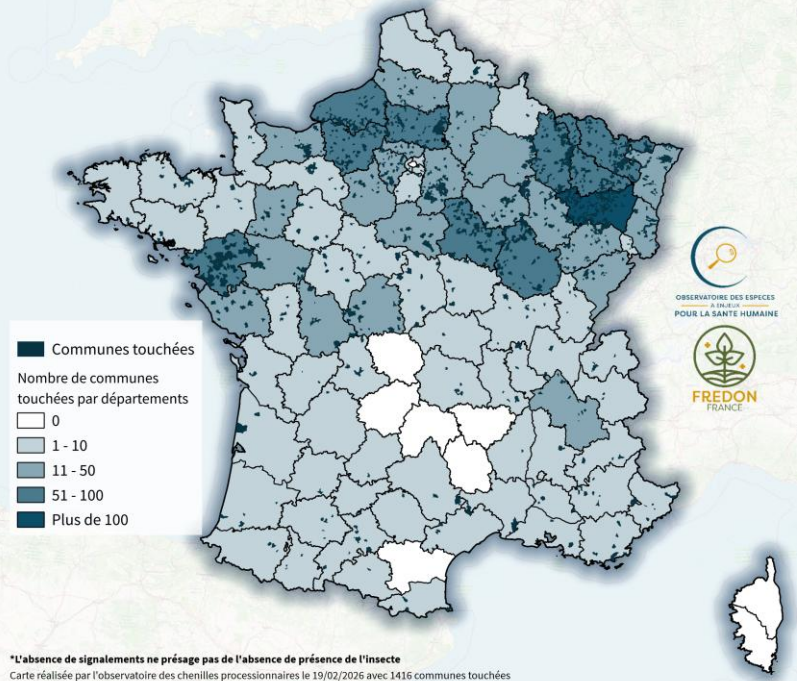 OBSERVATOIRE DES ESPECES
A ENJEUX
POUR LA SANTE HUMAINE
FREDON
FRANCE
Communes touchées
Nombre de communes
touchées par départements
0
1 - 10
11 - 50
51 - 100
Plus de 100
*L'absence de signalements ne présage pas de l'absence de présence de l'insecte
Carte réalisée par l'observatoire des chenilles processionnaires le 19/02/2026 avec 1416 communes touchées